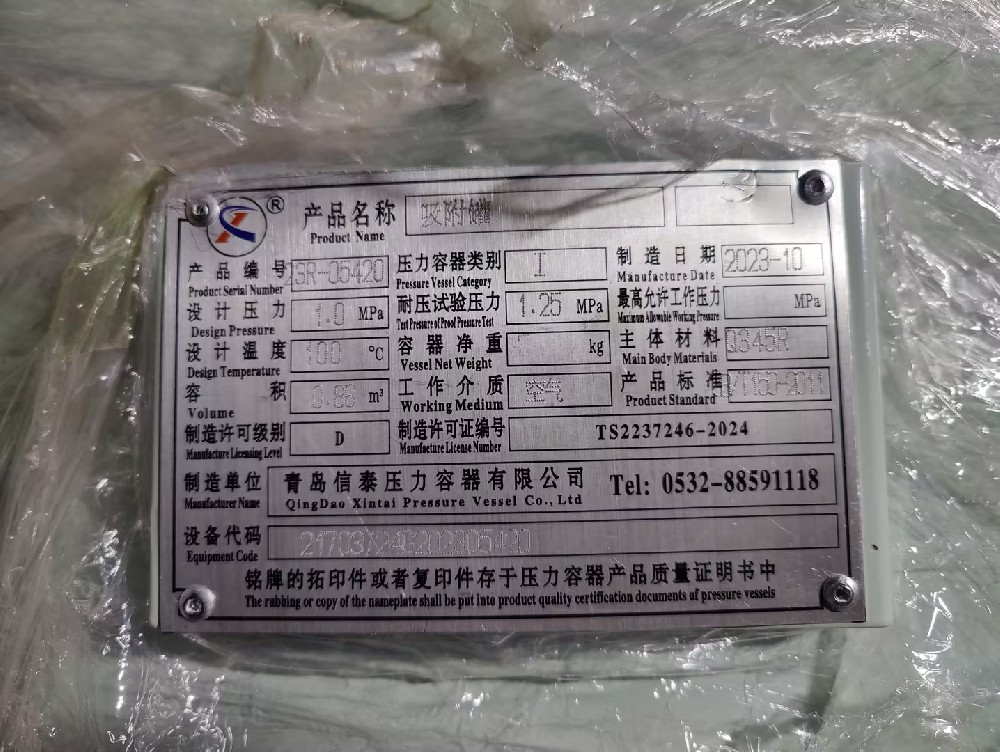 ®
产品名称 吸附罐
Product Name
产品编号 23R-05420 压力容器类别 I 制造日期 2023-10
Product Serial Number Pressure Vessel Category Manufacture Date
设计压力 1.0 MPa 耐压试验压力 1.25 MPa 最高允许工作压力 MPa
Design Pressure Test Pressure of Proof Pressure Test Maximum Allowable Working Pressure
设计温度 100 ℃ 容器净重 kg 主体材料 Q345R
Design Temperature Vessel Net Weight Main Body Materials
容积 m³ 工作介质 空气 产品标准
Volume Working Medium Product Standard
制造许可级别 D 制造许可证编号 TS2237246-2024
Manufacture Licensing Level Manufacture License Number
制造单位 青岛信泰压力容器有限公司 Tel: 0532-88591118
Manufacturer Name QingDao Xintai Pressure Vessel Co., Ltd
设备代码
Equipment Code
铭牌的拓印件或者复印件存于压力容器产品质量证明书中
The rubbing or copy of the nameplate shall be put into product quality certification documents of pressure vessels